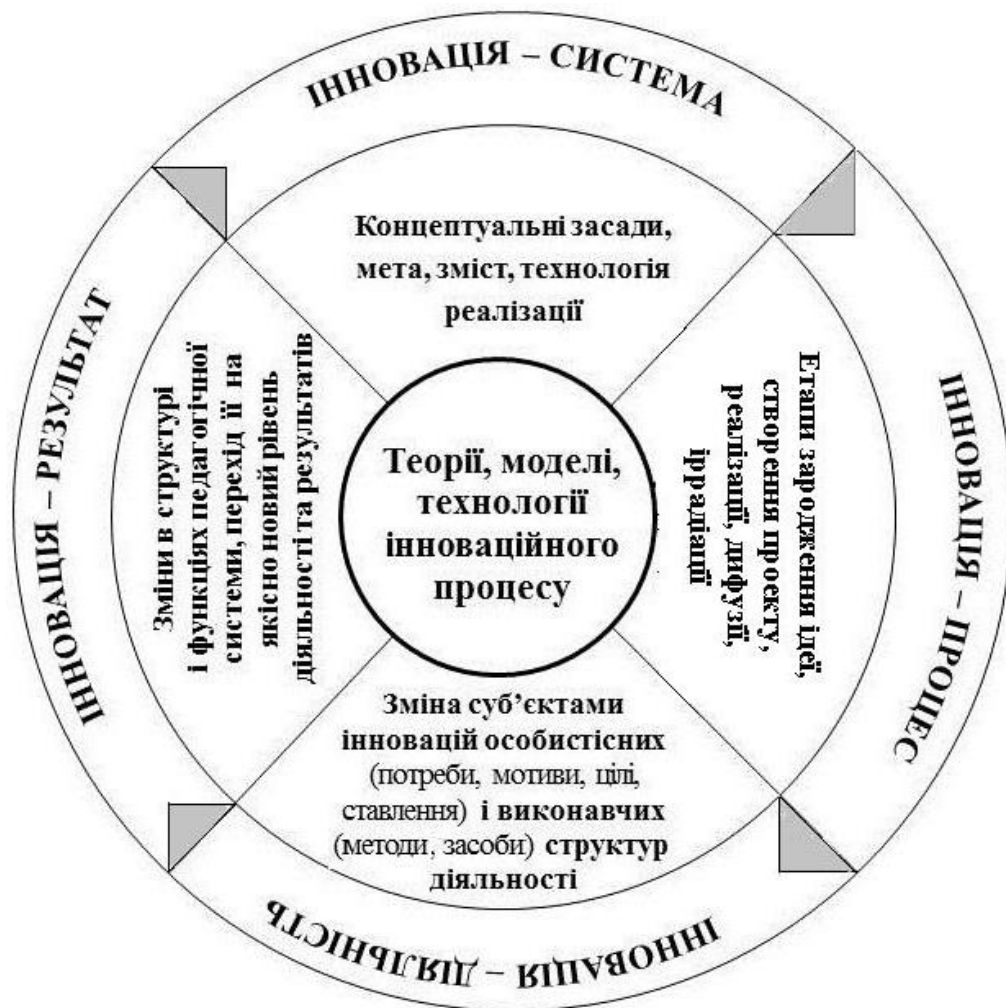 ІННОВАЦІЯ – СИСТЕМА
Концептуальні засади,
мета, зміст, технологія
реалізації
ІННОВАЦІЯ – ПРОЦЕС
Етапи зародження ідеї,
створення проекту,
реалізації, дифузії,
іррадіації
Теорії, моделі,
технології
інноваційного
процесу
ІННОВАЦІЯ – РЕЗУЛЬТАТ
Зміни в структурі
і функціях педагогічної
системи, перехід її на
якісно новий рівень
діяльності та результатів
Зміна суб’єктами
інновацій особистісних
(потреби, мотиви, цілі,
ставлення) і виконавчих
(методи, засоби) структур
діяльності
ІННОВАЦІЯ – ДІЯЛЬНІСТЬ